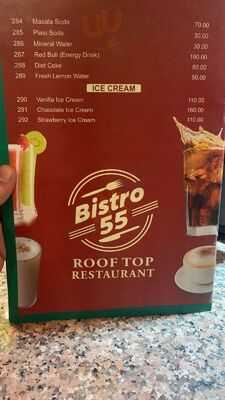 284 Masala Soda 70.00
285 Plain Soda 30.00
286 Mineral Water 30.00
287 Red Bull (Energy Drink) 160.00
288 Diet Coke 60.00
289 Fresh Lemon Water 50.00
ICE CREAM
290 Vanilla Ice Cream 110.00
291 Chocolate Ice Cream 160.00
292 Strawberry Ice Cream 110.00
Bistro
55
ROOF TOP
RESTAURANT